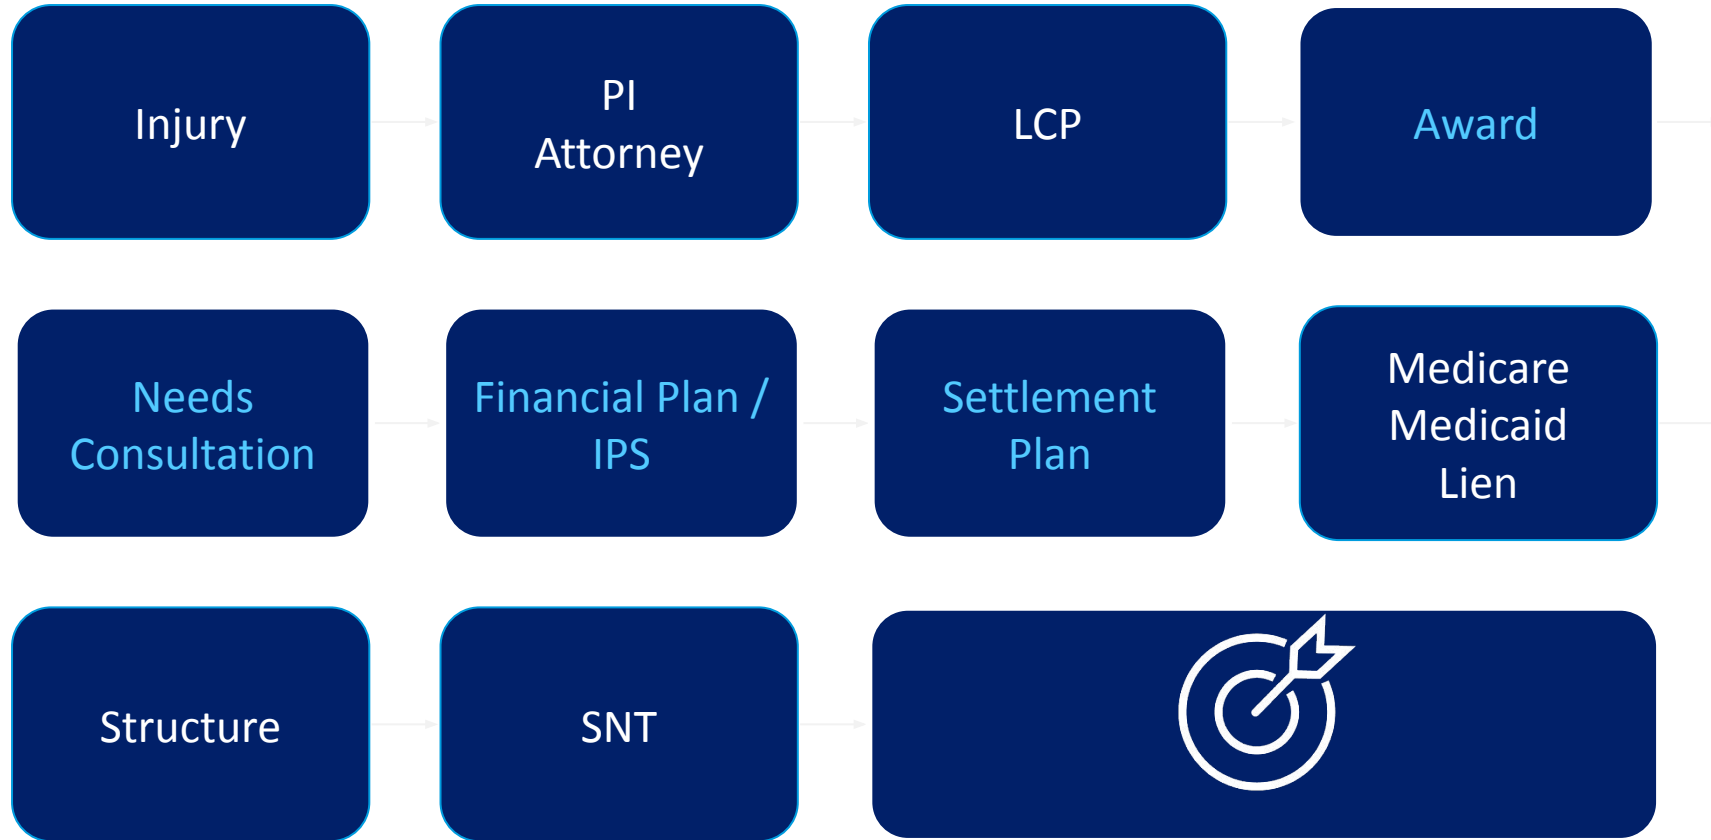 Injury
PI
Attorney
LCP
Award
Needs
Consultation
Financial Plan /
IPS
Settlement
Plan
Medicare
Medicaid
Lien
Structure
SNT